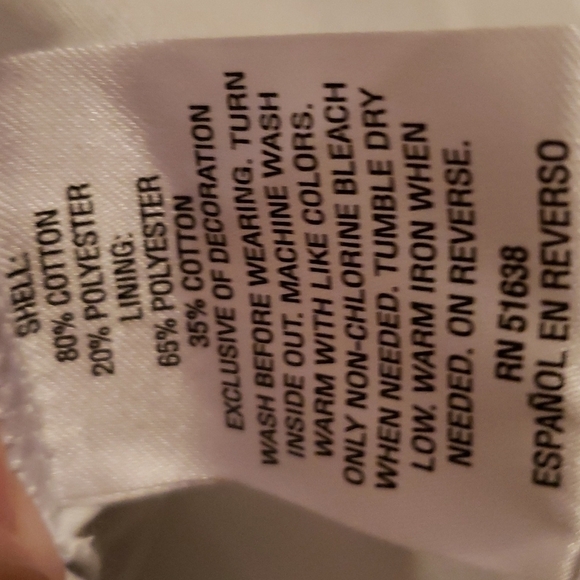 SHELL:
80% COTTON
20% POLYESTER
LINING:
65% POLYESTER
35% COTTON
EXCLUSIVE OF DECORATION
WASH BEFORE WEARING. TURN
INSIDE OUT. MACHINE WASH
WARM WITH LIKE COLORS.
ONLY NON-CHLORINE BLEACH
WHEN NEEDED. TUMBLE DRY
LOW. WARM IRON WHEN
NEEDED. ON REVERSE.
RN 51638
ESPAÑOL EN REVERSO